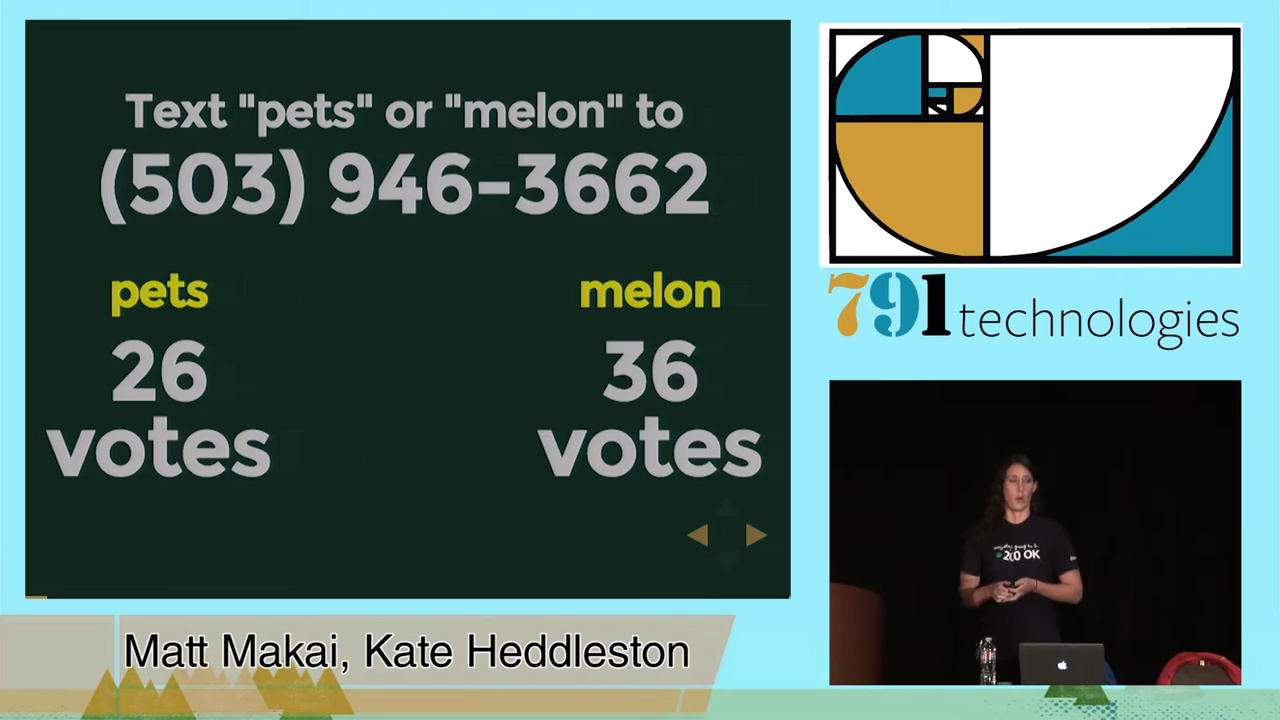 Text "pets" or "melon" to
(503) 946-3662
pets
26
votes
melon
36
votes
791 technologies
200 OK
Matt Makai, Kate Heddleston